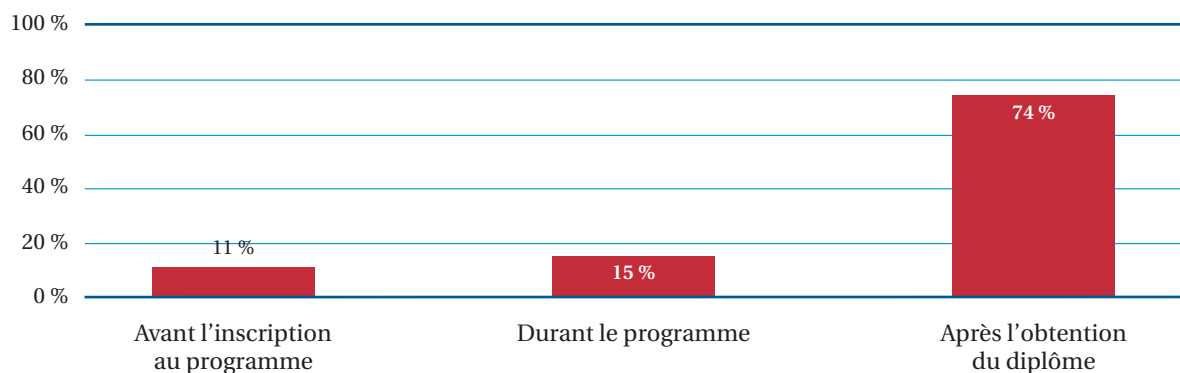 100 %
80 %
60 %
40 %
20 %
0 %
11 %
15 %
74 %
Avant l’inscription
au programme
Durant le programme
Après l’obtention
du diplôme